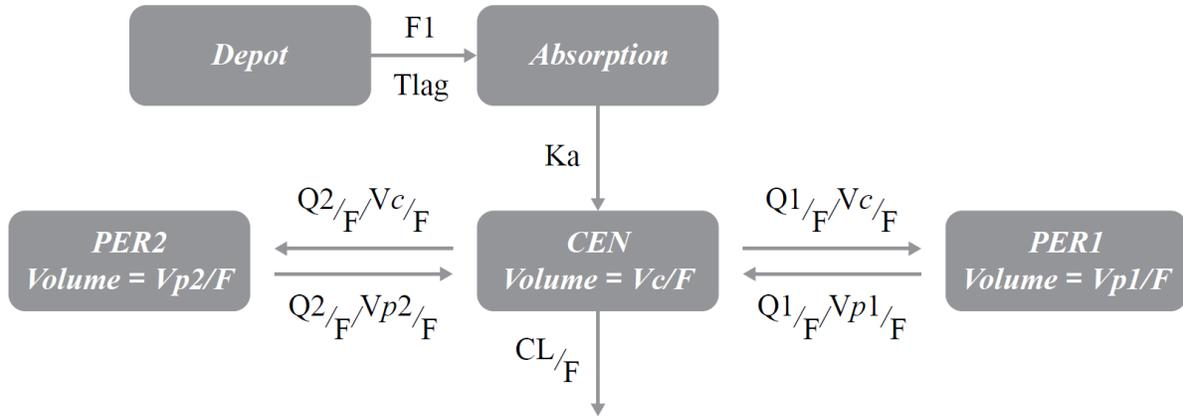 F1
Depot
Absorption
Tlag
Ka
Q2/F/Vc/F
Q1/F/Vc/F
PER2
Volume = Vp2/F
CEN
Volume = Vc/F
PER1
Volume = Vp1/F
Q2/F/Vp2/F
Q1/F/Vp1/F
CL/F